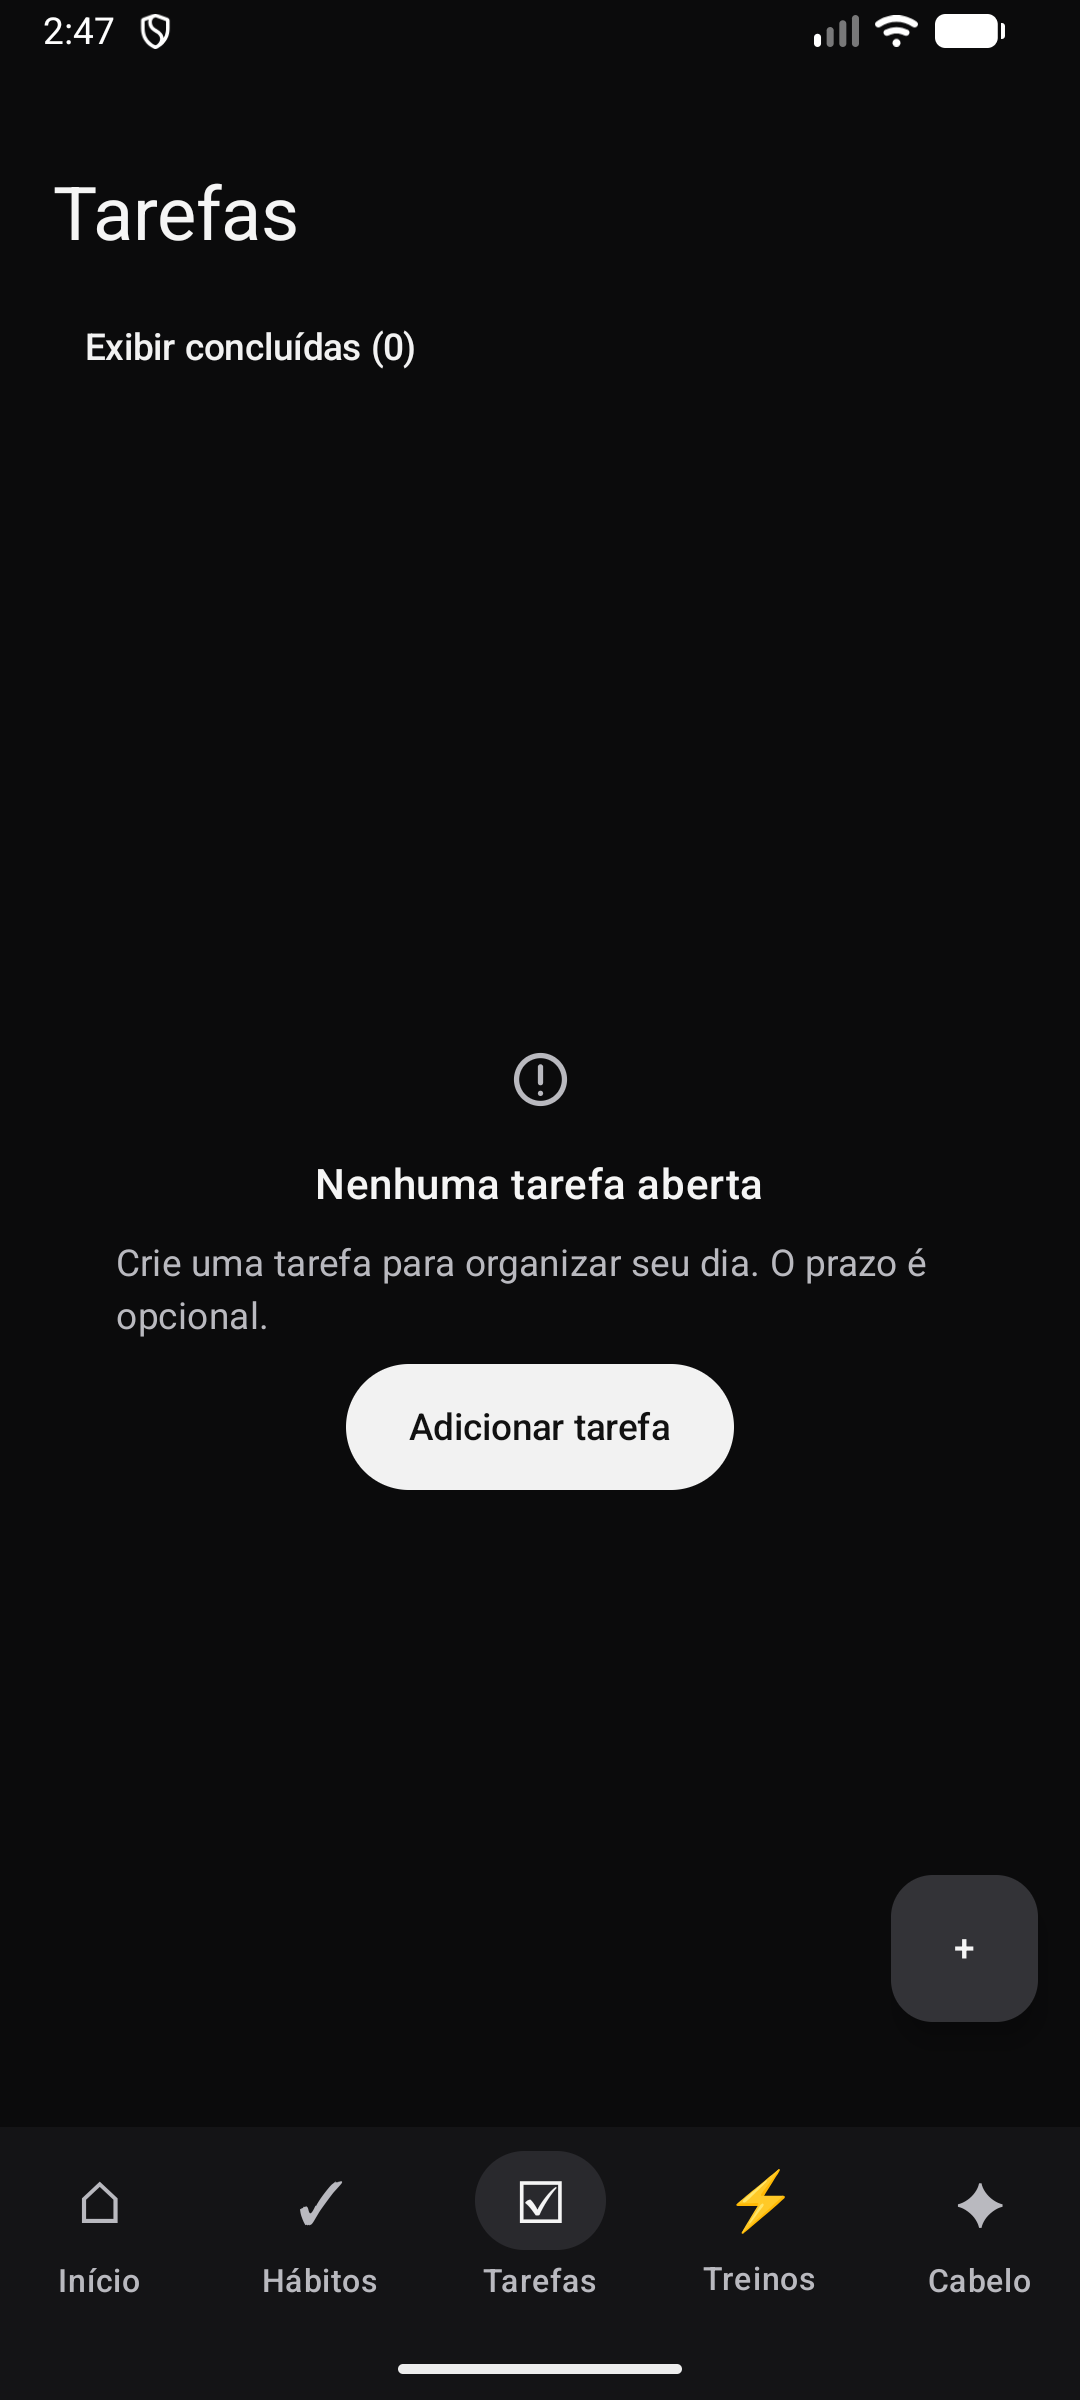 2:47
Tarefas
Exibir concluídas (0)
Nenhuma tarefa aberta
Crie uma tarefa para organizar seu dia. O prazo é
opcional.
Adicionar tarefa
+
Início
Hábitos
Tarefas
Treinos
Cabelo